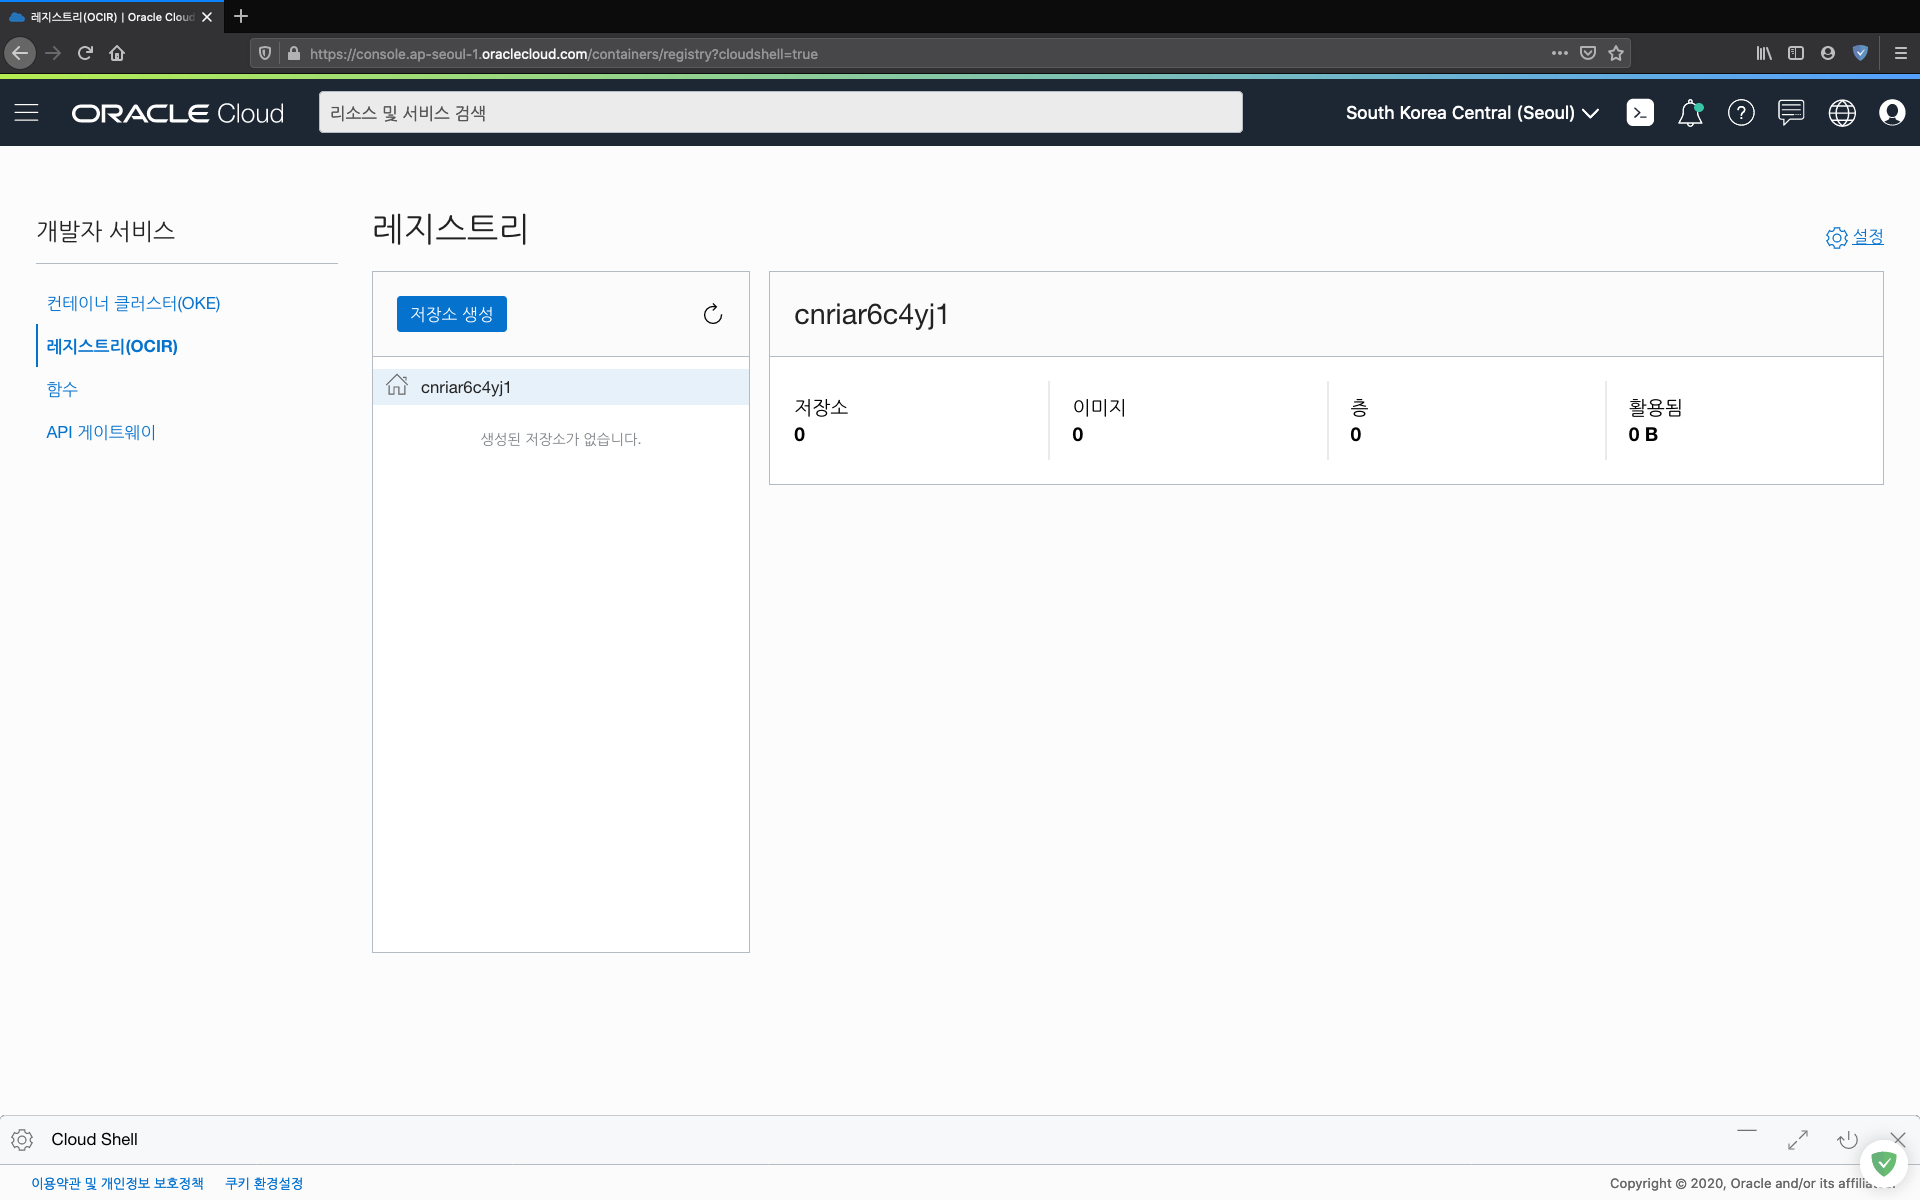 레지스트리(OCIR) | Oracle Cloud
https://console.ap-seoul-1.oraclecloud.com/containers/registry?cloudshell=true
ORACLE Cloud
리소스 및 서비스 검색
South Korea Central (Seoul)
개발자 서비스
컨테이너 클러스터(OKE)
레지스트리(OCIR)
함수
API 게이트웨이
레지스트리
설정
저장소 생성
cnriar6c4yj1
생성된 저장소가 없습니다.
cnriar6c4yj1
저장소
0
이미지
0
층
0
활용됨
0 B
Cloud Shell
이용약관 및 개인정보 보호정책
쿠키 환경설정
Copyright © 2020, Oracle and/or its